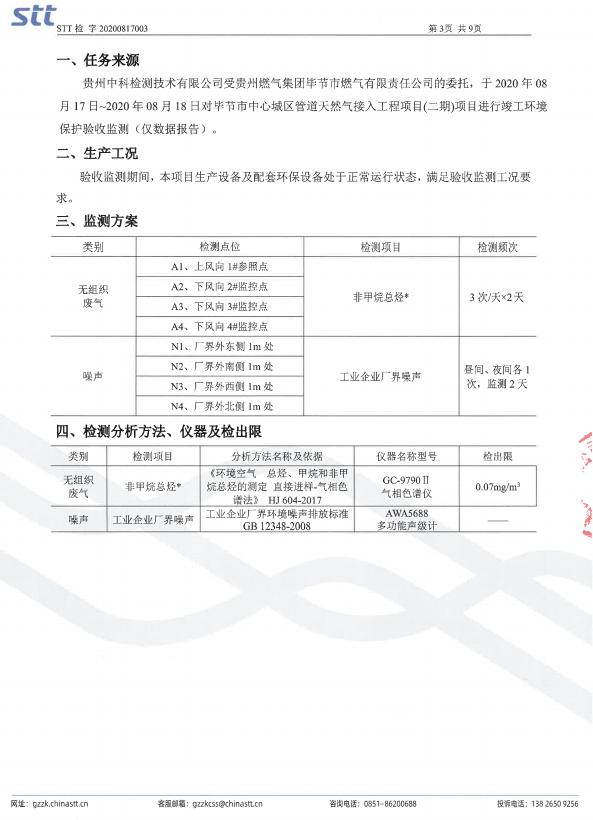 stt
STT 检 字 20200817003
第 3页 共 9页
一、任务来源
贵州中科检测技术有限公司受贵州燃气集团毕节市燃气有限责任公司的委托，于 2020 年 08
月 17 日~2020 年 08 月 18 日对毕节市中心城区管道天然气接入工程项目(二期)项目进行竣工环境
保护验收监测（仅数据报告）。
二、生产工况
验收监测期间，本项目生产设备及配套环保设备处于正常运行状态，满足验收监测工况要
求。
三、监测方案
类别 检测点位 检测项目 检测频次
无组织
废气
A1、上风向 1#参照点
A2、下风向 2#监控点
A3、下风向 3#监控点
A4、下风向 4#监控点
非甲烷总烃*
3 次/天×2 天
噪声
N1、厂界外东侧 1m 处
N2、厂界外南侧 1m 处
N3、厂界外西侧 1m 处
N4、厂界外北侧 1m 处
工业企业厂界噪声
昼间、夜间各 1
次，监测 2 天
四、检测分析方法、仪器及检出限
类别 检测项目 分析方法名称及依据 仪器名称型号 检出限
无组织
废气
非甲烷总烃*
《环境空气 总烃、甲烷和非甲
烷总烃的测定 直接进样-气相色
谱法》 HJ 604-2017
GC-9790Ⅱ
气相色谱仪
0.07mg/m³
噪声
工业企业厂界噪声
工业企业厂界环境噪声排放标准
GB 12348-2008
AWA5688
多功能声级计
——
网址：gzzk.chinastt.cn
客服邮箱：gzzkcss@chinastt.cn
咨询电话：0851-86200688
投诉电话：138 2650 9256